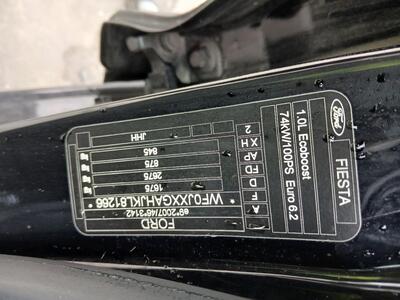 FORD
e9*2007/46*3142
* WF0JXXGAHJKL81266 *
1675
2675
875
845
JHH
Ford
FIESTA
1.0L Ecoboost
74kW/100PS Euro 6.2